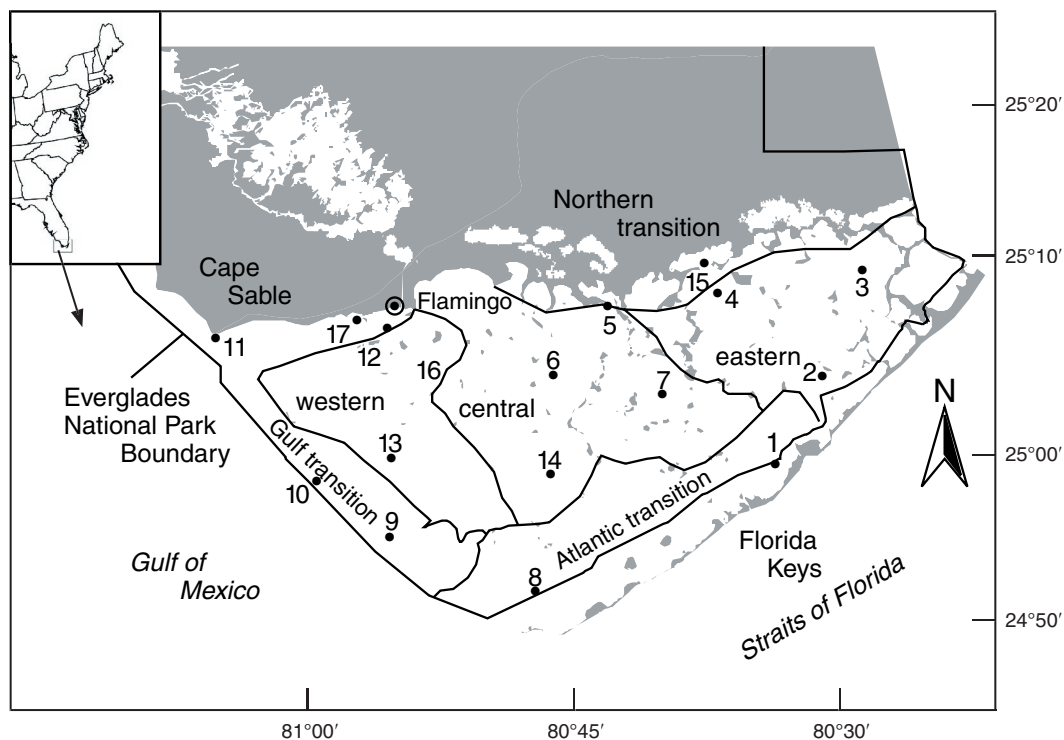 25°20′
Northern
transition
25°10′
Cape
Sable
15
4
3
Flamingo
5
17
12
11
6
16
7
eastern
2
Everglades
National Park
Boundary
western
central
N
13
14
1
25°00′
Gulf transition
10
9
Atlantic transition
Florida
Keys
Gulf of
Mexico
8
Straits of Florida
24°50′
81°00′
80°45′
80°30′